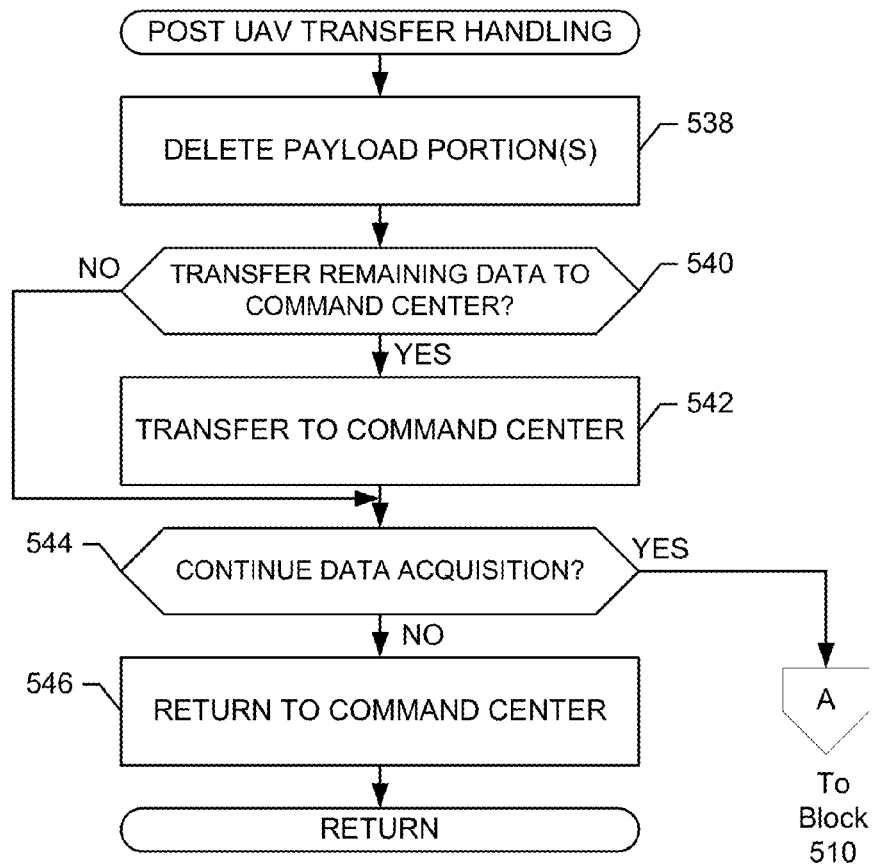 POST UAV TRANSFER HANDLING
DELETE PAYLOAD PORTION(S)
538
NO
TRANSFER REMAINING DATA TO
COMMAND CENTER?
540
YES
TRANSFER TO COMMAND CENTER
542
544
CONTINUE DATA ACQUISITION?
YES
NO
546
RETURN TO COMMAND CENTER
A
RETURN
To
Block
510